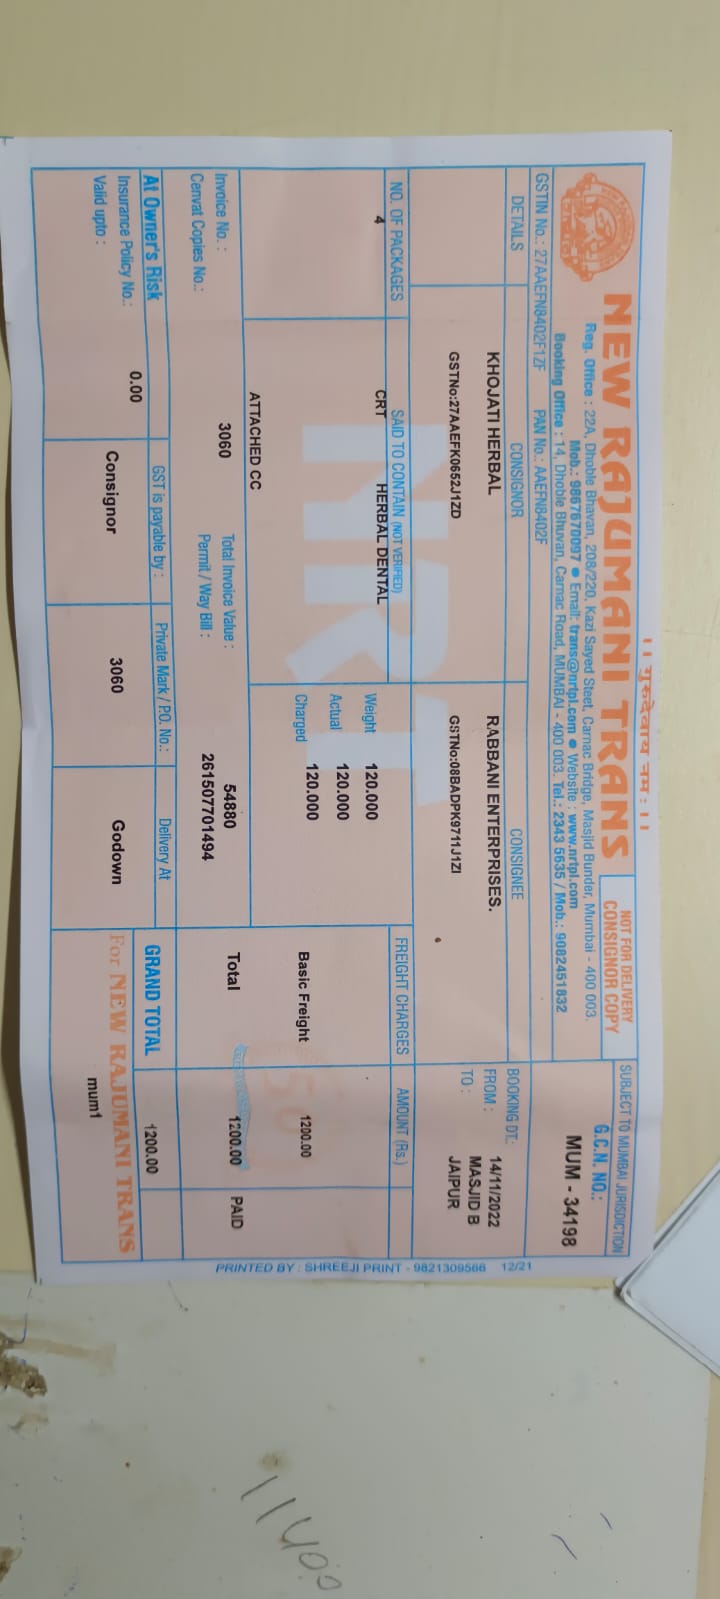 ।। गुरुदेवाय नमः ।।
NEW RAJUMANI TRANS
NOT FOR DELIVERY
CONSIGNOR COPY
Reg. Office : 22A, Dhoble Bhavan, 208/220, Kazi Sayed Steet, Carnac Bridge, Masjid Bunder, Mumbai - 400 003.
Mob.: 9867670097 ● Email: trans@nrtpl.com ● Website : www.nrtpl.com
Booking Office : 14, Dhoble Bhuvan, Carnac Road, MUMBAI - 400 003. Tel.: 2343 5635 / Mob.: 9082451832
SUBJECT TO MUMBAI JURISDICTION
G.C.N. NO.:
MUM - 34198
GSTIN No.: 27AAEFN8402F1ZF PAN No.: AAEFN8402F
DETAILS CONSIGNOR CONSIGNEE
KHOJATI HERBAL RABBANI ENTERPRISES.
GSTNo:27AAEFK0652J1ZD GSTNo:08BADPK9711J1ZI
BOOKING DT.: 14/11/2022
FROM : MASJID B
TO : JAIPUR
NO. OF PACKAGES SAID TO CONTAIN (NOT VERIFIED) FREIGHT CHARGES AMOUNT (Rs.)
4 CRT HERBAL DENTAL
NRT
Weight 120.000
Actual 120.000
Charged 120.000
Basic Freight 1200.00
ATTACHED CC
Invoice No. : 3060 Total Invoice Value : 54880 Total 1200.00 PAID
Cenvat Copies No.: Permit / Way Bill : 261507701494
At Owner's Risk GST is payable by : Private Mark / P.O. No.: Delivery At GRAND TOTAL 1200.00
Insurance Policy No.: 0.00 Consignor 3060 Godown
Valid upto :
For NEW RAJUMANI TRANS
mum1
PRINTED BY : SHREEJI PRINT - 9821309566 12/21